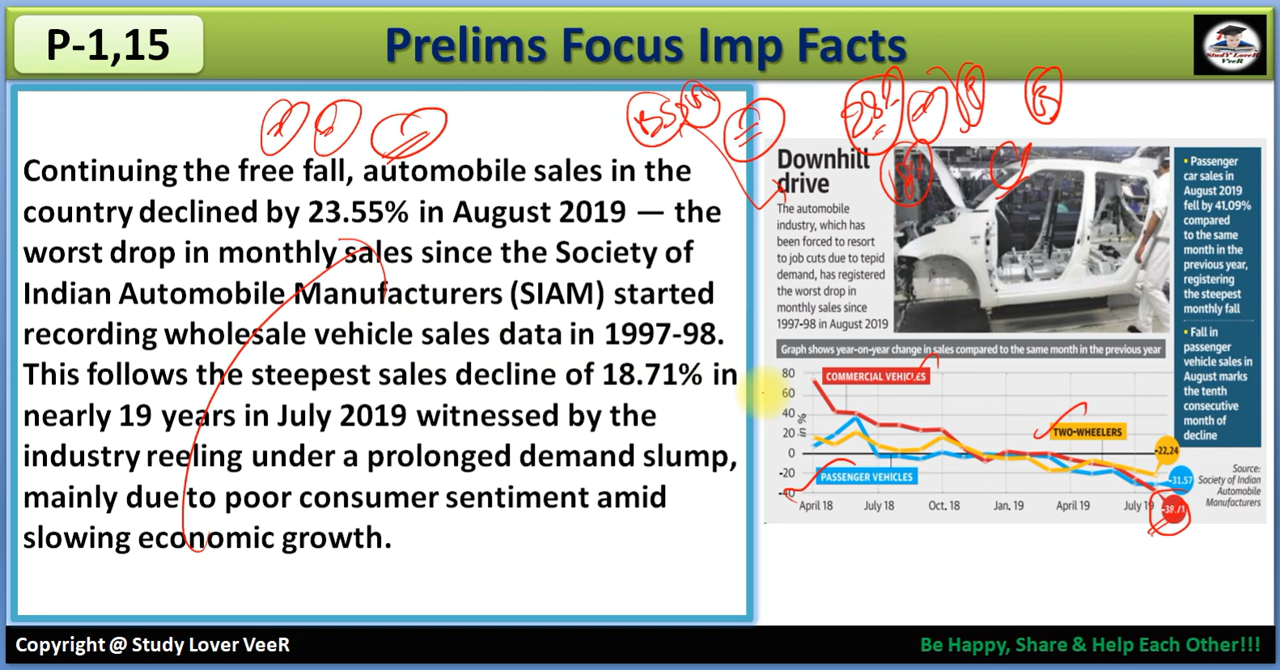 P-1,15
Prelims Focus Imp Facts
StudY LoveR
VeeR
Continuing the free fall, automobile sales in the
country declined by 23.55% in August 2019 — the
worst drop in monthly sales since the Society of
Indian Automobile Manufacturers (SIAM) started
recording wholesale vehicle sales data in 1997-98.
This follows the steepest sales decline of 18.71% in
nearly 19 years in July 2019 witnessed by the
industry reeling under a prolonged demand slump,
mainly due to poor consumer sentiment amid
slowing economic growth.
Downhill
drive
The automobile
industry, which has
been forced to resort
to job cuts due to tepid
demand, has registered
the worst drop in
monthly sales since
1997-98 in August 2019
▪ Passenger
car sales in
August 2019
fell by 41.09%
compared
to the same
month in the
previous year,
registering
the steepest
monthly fall
▪ Fall in
passenger
vehicle sales in
August marks
the tenth
consecutive
month of
decline
Graph shows year-on-year change in sales compared to the same month in the previous year
80
60
40
20
0
-20
-40
in %
COMMERCIAL VEHICLES
TWO-WHEELERS
PASSENGER VEHICLES
-22.24
-31.57
-38.71
April 18 July 18 Oct. 18 Jan. 19 April 19 July 19
Source:
Society of Indian
Automobile
Manufacturers
Copyright @ Study Lover VeeR
Be Happy, Share & Help Each Other!!!